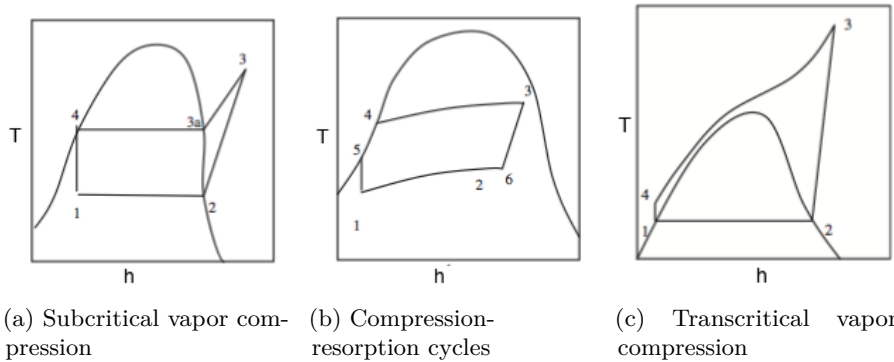 3
4
3a
T
1
2
h
3
4
5
T
2
6
1
h
3
T
4
1
2
h
(a) Subcritical vapor com-
pression
(b) Compression-
resorption cycles
(c) Transcritical vapor
compression